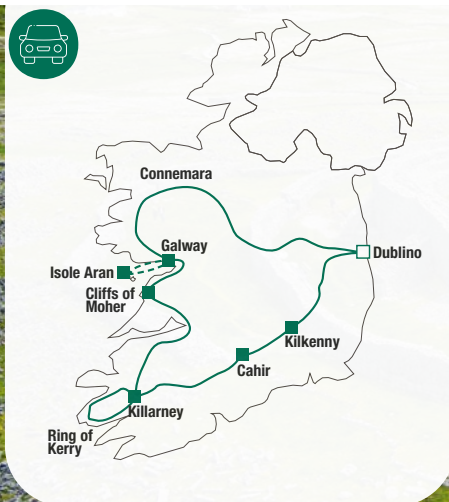 Connemara
Galway
Isole Aran
Cliffs of
Moher
Dublino
Kilkenny
Cahir
Killarney
Ring of
Kerry